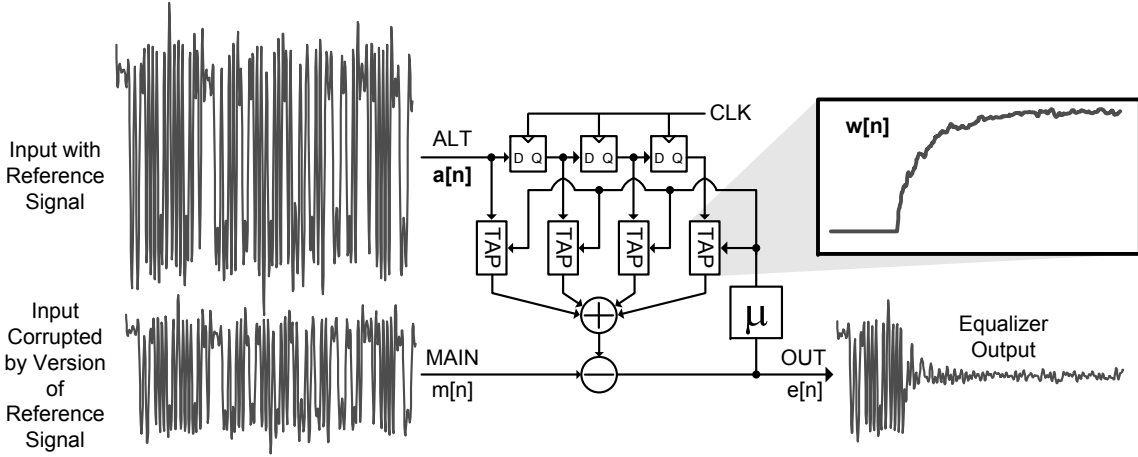 Input with
Reference
Signal
ALT
a[n]
CLK
D Q
D Q
D Q
TAP
TAP
TAP
TAP
w[n]
μ
Input
Corrupted
by Version
of
Reference
Signal
MAIN
m[n]
OUT
e[n]
Equalizer
Output